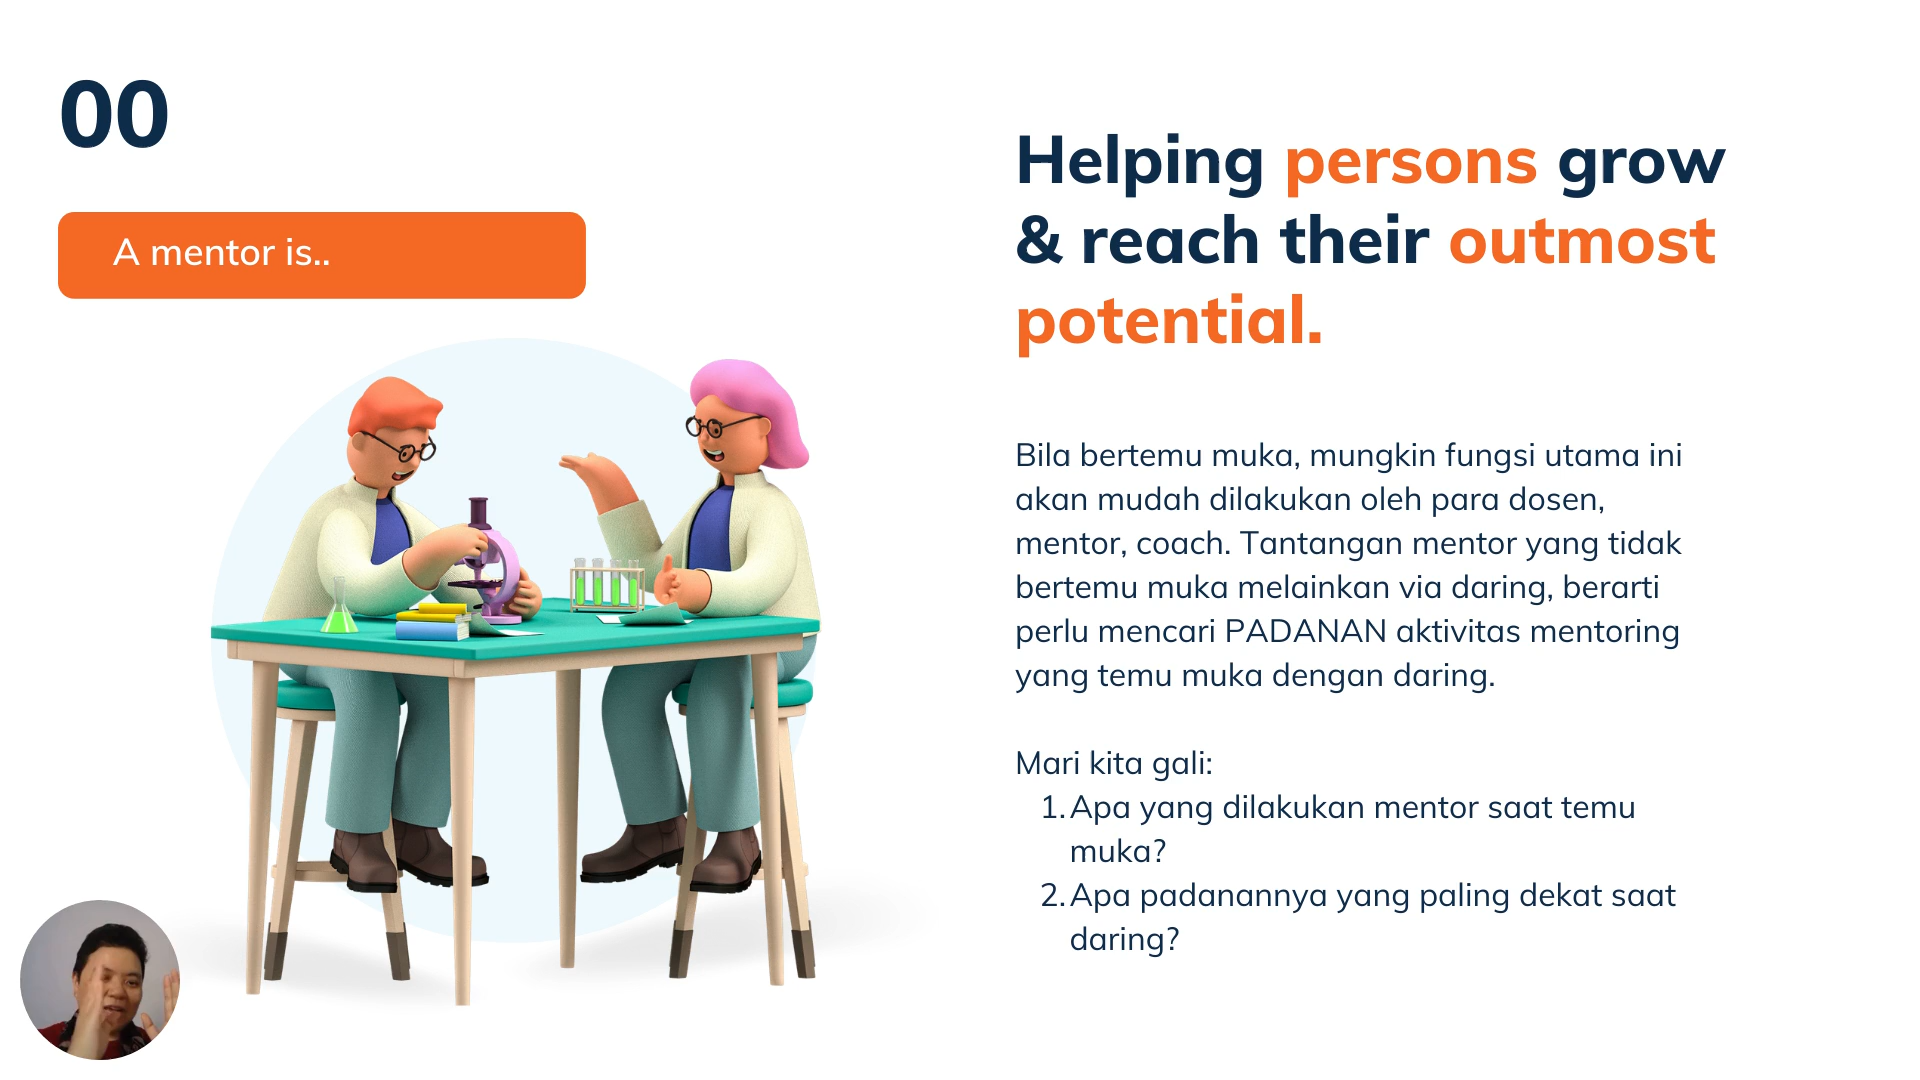 00
A mentor is..
Helping persons grow
& reach their outmost
potential.
Bila bertemu muka, mungkin fungsi utama ini
akan mudah dilakukan oleh para dosen,
mentor, coach. Tantangan mentor yang tidak
bertemu muka melainkan via daring, berarti
perlu mencari PADANAN aktivitas mentoring
yang temu muka dengan daring.
Mari kita gali:
1. Apa yang dilakukan mentor saat temu
muka?
2. Apa padanannya yang paling dekat saat
daring?